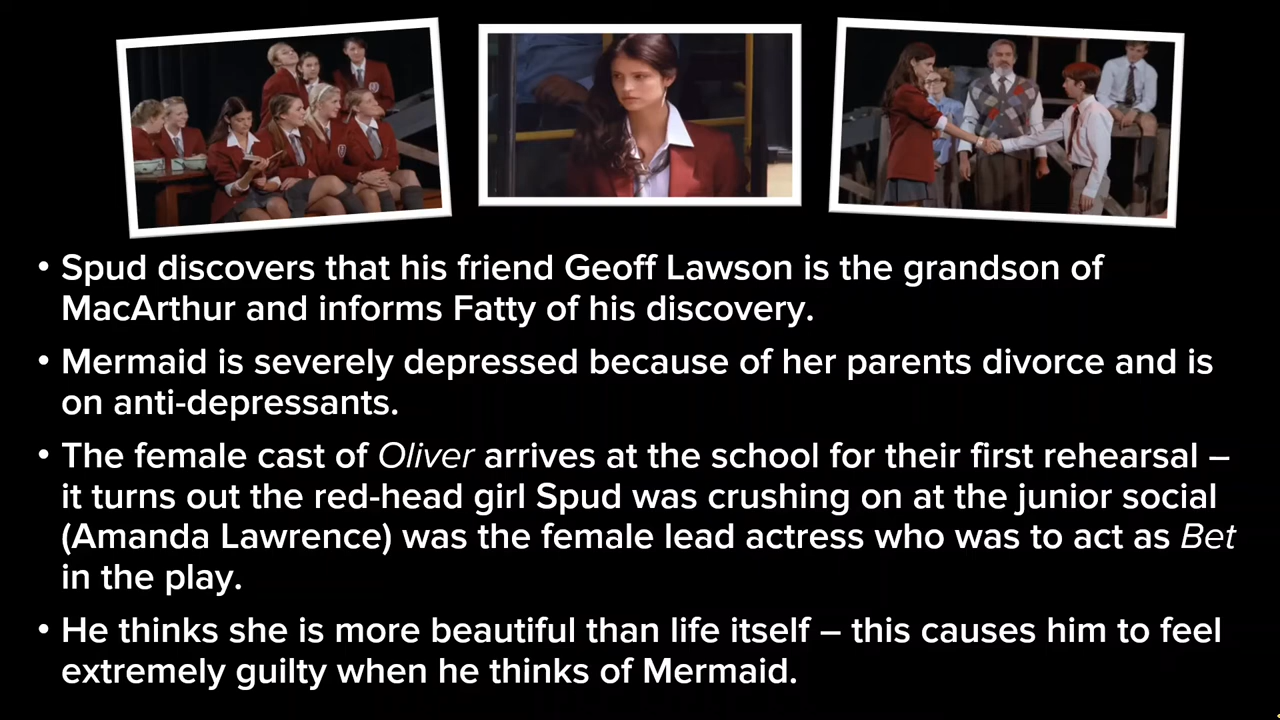 • Spud discovers that his friend Geoff Lawson is the grandson of
MacArthur and informs Fatty of his discovery.
• Mermaid is severely depressed because of her parents divorce and is
on anti-depressants.
• The female cast of Oliver arrives at the school for their first rehearsal –
it turns out the red-head girl Spud was crushing on at the junior social
(Amanda Lawrence) was the female lead actress who was to act as Bet
in the play.
• He thinks she is more beautiful than life itself – this causes him to feel
extremely guilty when he thinks of Mermaid.